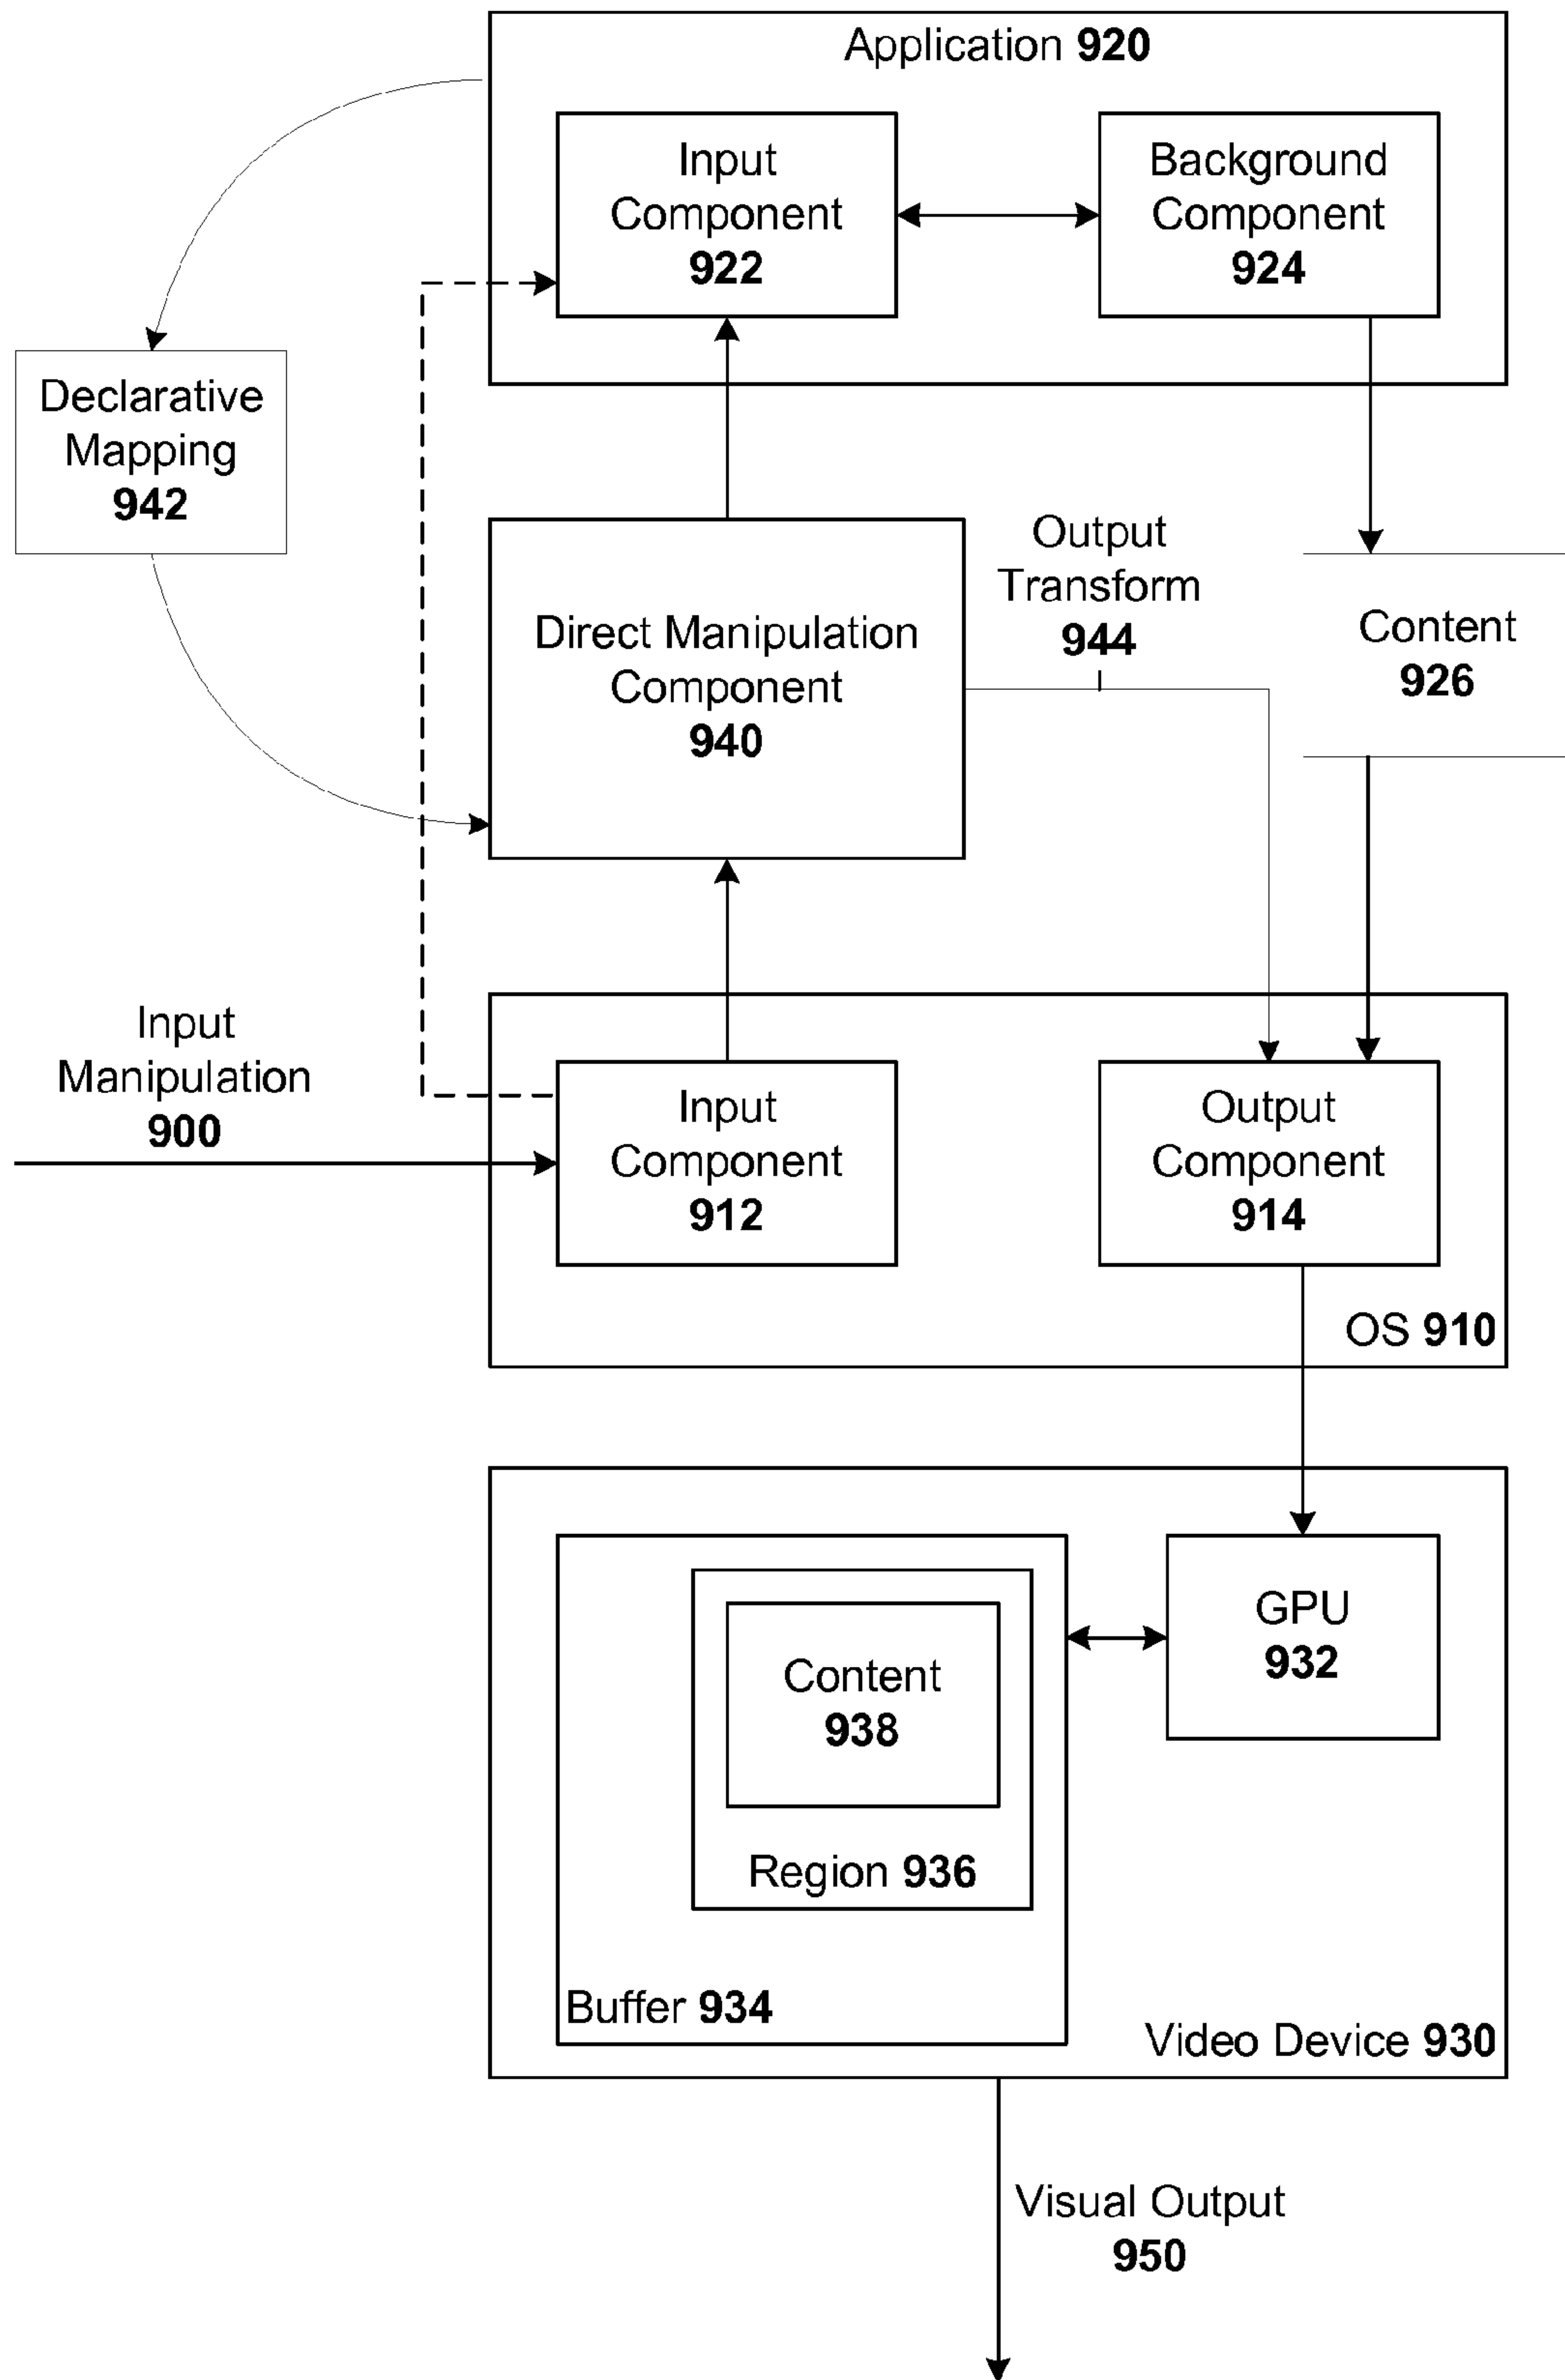 Application 920
Input
Component
922
Background
Component
924
Declarative
Mapping
942
Direct Manipulation
Component
940
Output
Transform
944
Content
926
Input
Manipulation
900
Input
Component
912
Output
Component
914
OS 910
Content
938
Region 936
Buffer 934
GPU
932
Video Device 930
Visual Output
950